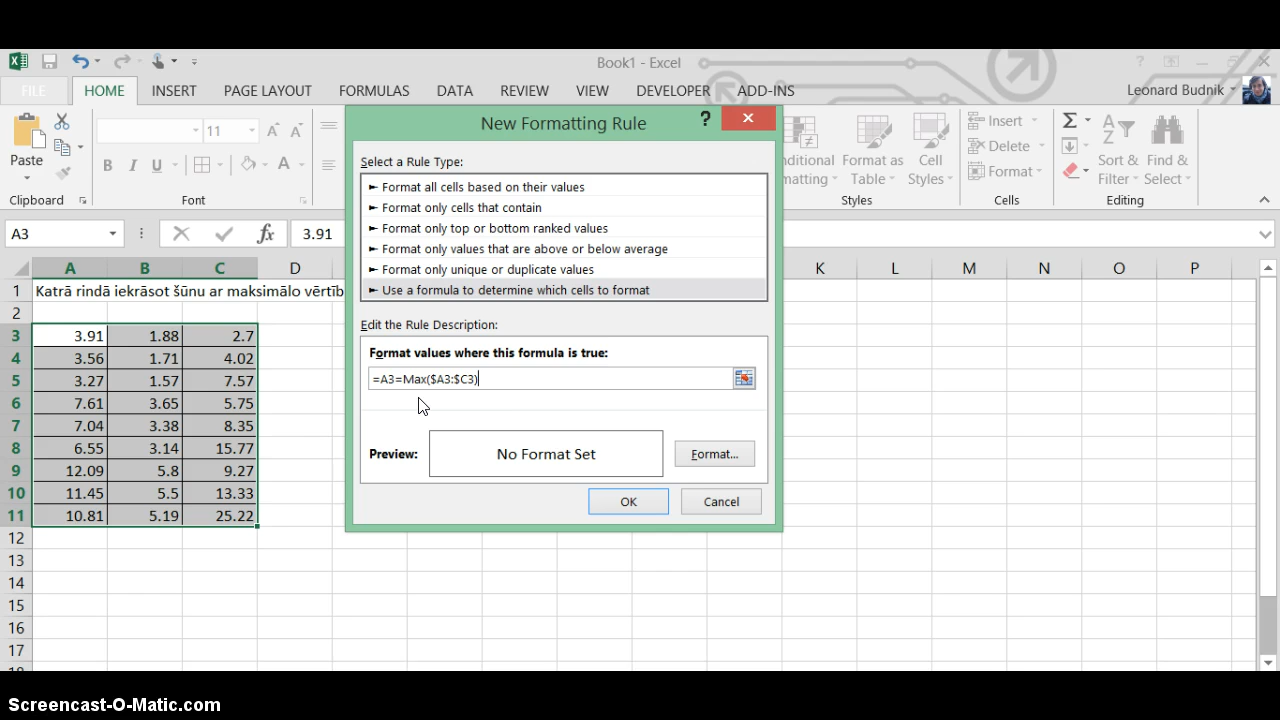 Book1 - Excel
FILE HOME INSERT PAGE LAYOUT FORMULAS DATA REVIEW VIEW DEVELOPER ADD-INS Leonard Budnik
New Formatting Rule
Paste
11
B I U
Clipboard
Font
Select a Rule Type:
Format all cells based on their values
Format only cells that contain
Format only top or bottom ranked values
Format only values that are above or below average
Format only unique or duplicate values
Use a formula to determine which cells to format
Edit the Rule Description:
Format values where this formula is true:
=A3=Max($A3:$C3)
Preview:
No Format Set
Format...
OK
Cancel
Format as
Table
Cell
Styles
Styles
Insert
Delete
Format
Cells
Sort &
Filter
Find &
Select
Editing
A3
fx
3.91
A B C D K L M N O P
1 Katrā rindā iekrāsot šūnu ar maksimālo vērtīb
2
3 3.91 1.88 2.7
4 3.56 1.71 4.02
5 3.27 1.57 7.57
6 7.61 3.65 5.75
7 7.04 3.38 8.35
8 6.55 3.14 15.77
9 12.09 5.8 9.27
10 11.45 5.5 13.33
11 10.81 5.19 25.22
12
13
14
15
16
17
Screencast-O-Matic.com